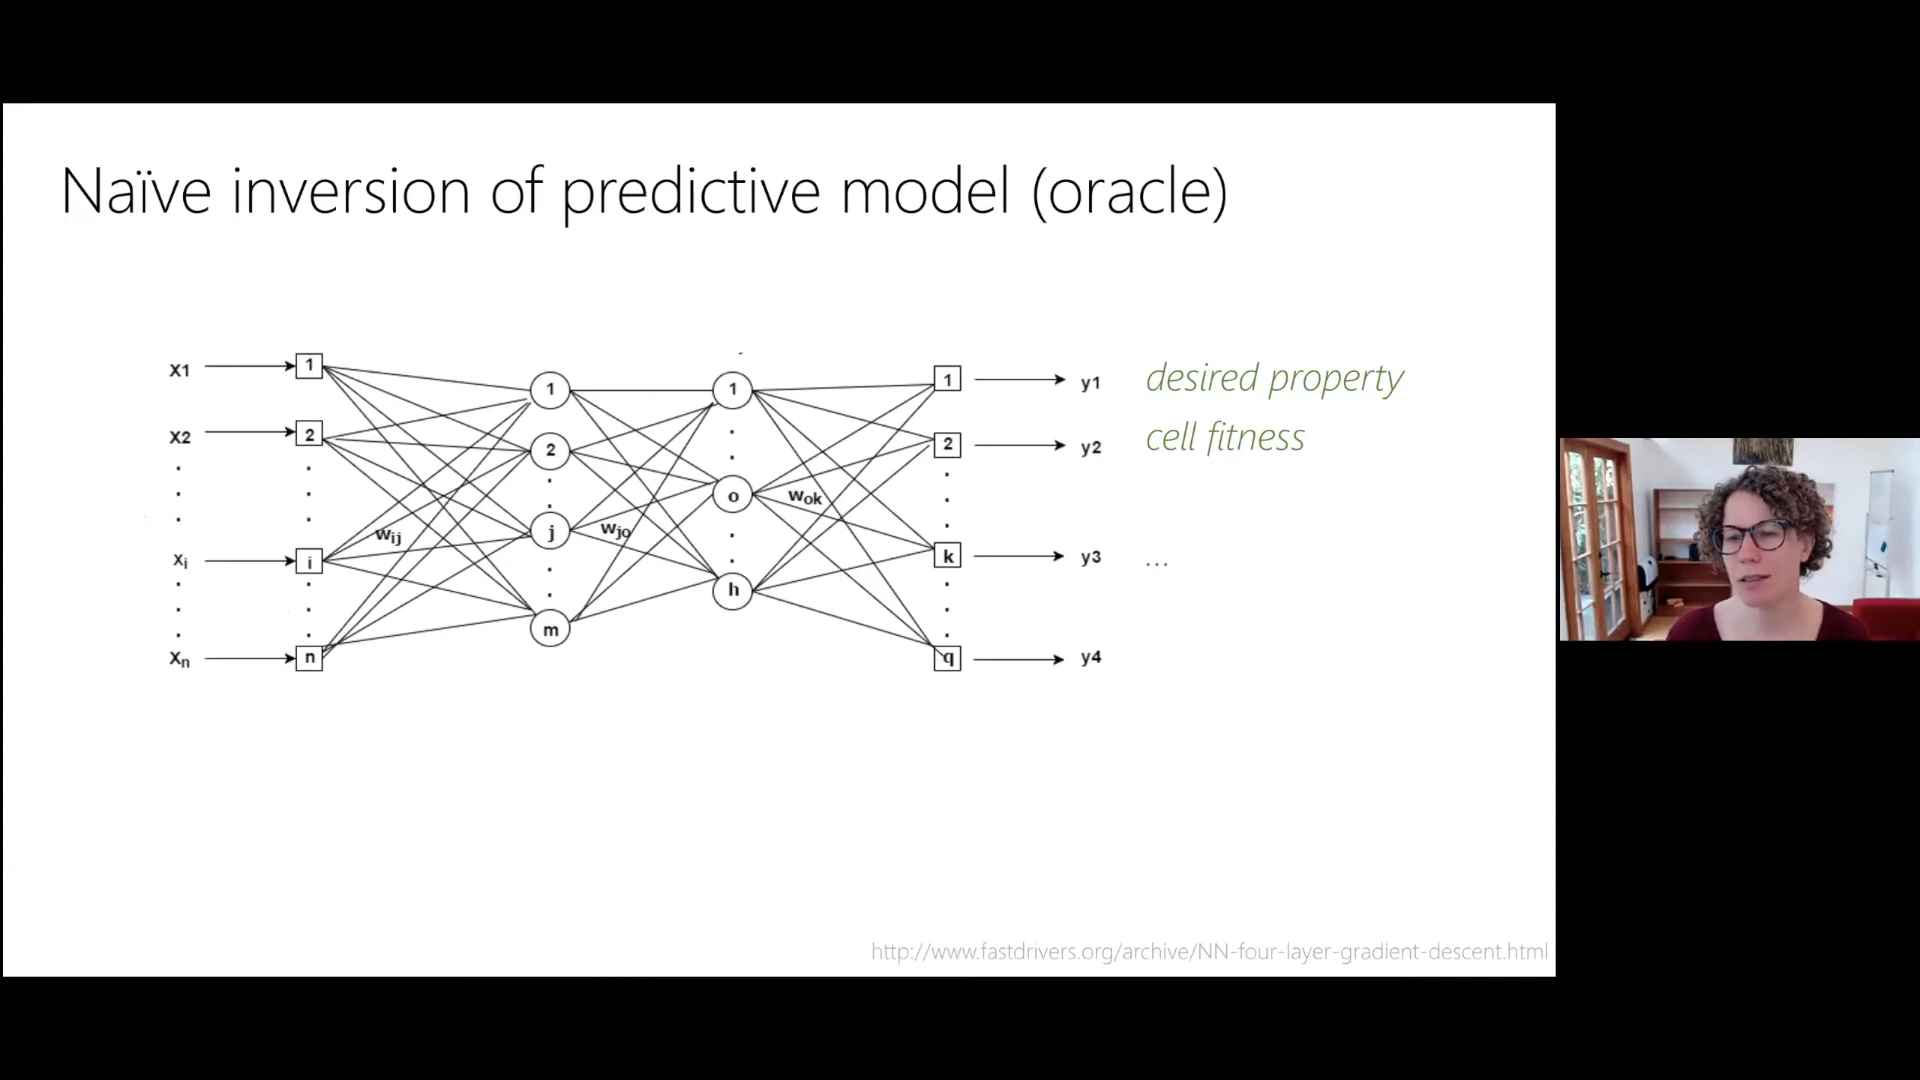 Naïve inversion of predictive model (oracle)
x1 1 1 1 1 y1 desired property
x2 2 2 2 y2 cell fitness
o wok
wij j wjo
xi i k y3 ...
h
m
xn n q y4
http://www.fastdrivers.org/archive/NN-four-layer-gradient-descent.html